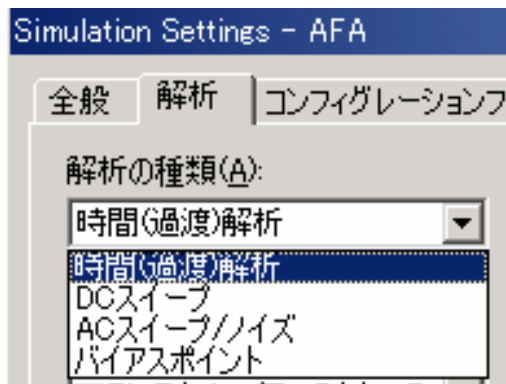 Simulation Settings - AFA
全般 解析 コンフィグレーションフ
解析の種類(A):
時間(過渡)解析
時間(過渡)解析
DCスイープ
ACスイープ/ノイズ
バイアスポイント